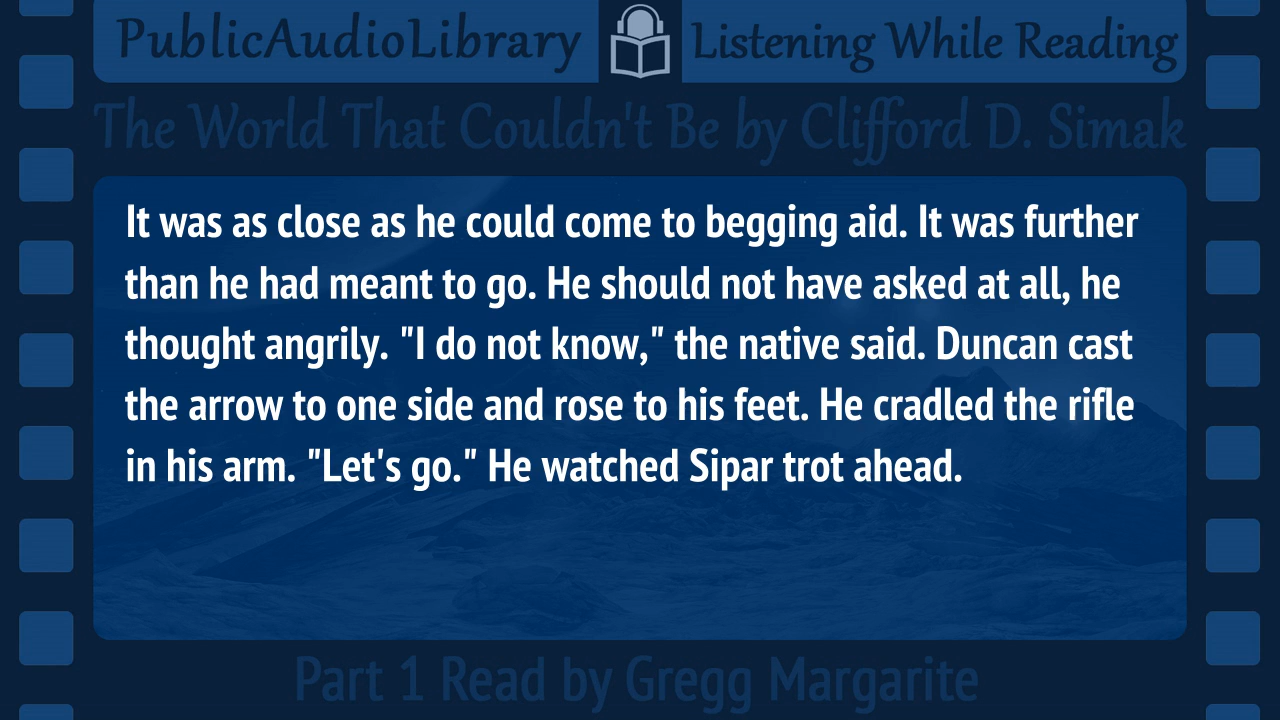 PublicAudioLibrary Listening While Reading
The World That Couldn't Be by Clifford D. Simak
It was as close as he could come to begging aid. It was further
than he had meant to go. He should not have asked at all, he
thought angrily. "I do not know," the native said. Duncan cast
the arrow to one side and rose to his feet. He cradled the rifle
in his arm. "Let's go." He watched Sipar trot ahead.
Part 1 Read by Gregg Margarite